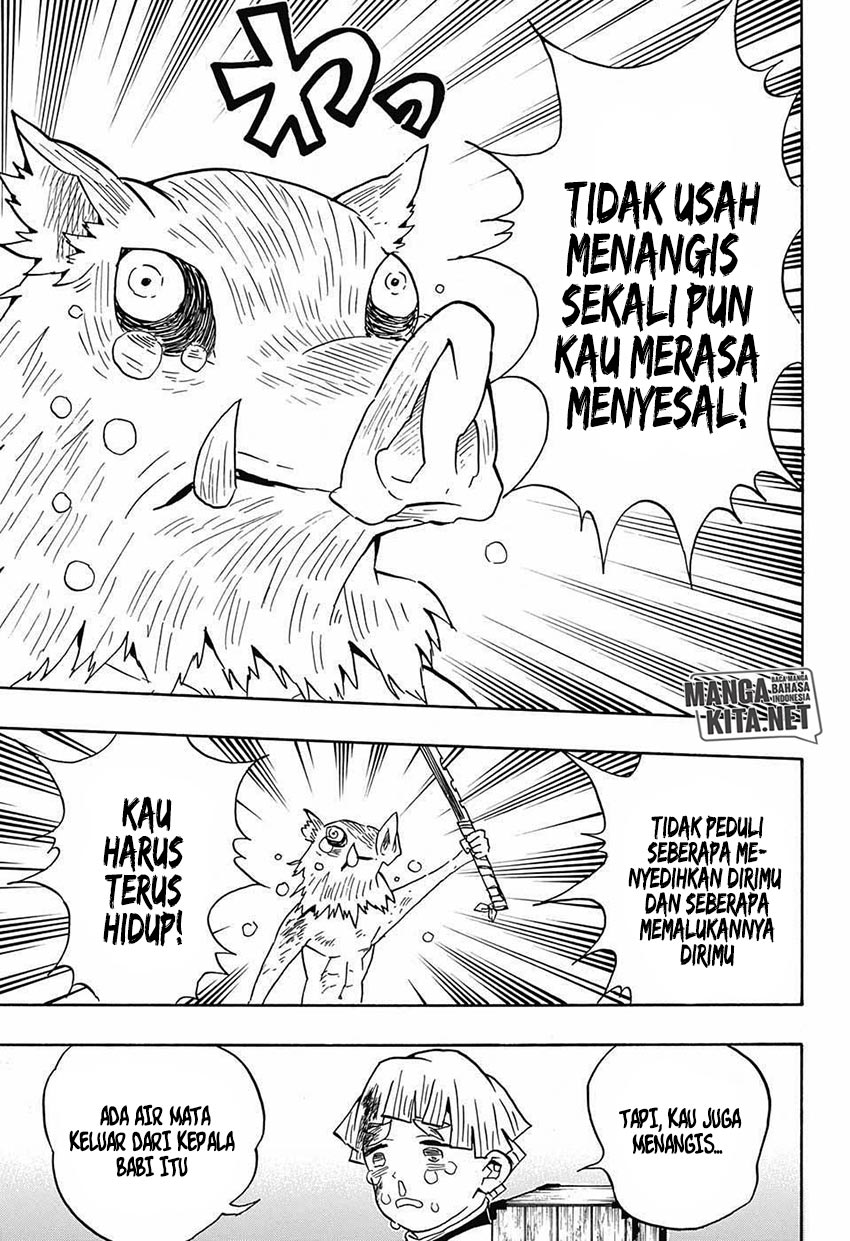 わっ
TIDAK USAH
MENANGIS
SEKALI PUN
KAU MERASA
MENYESAL!
MANGA
KITA.NET
BACA MANGA
BAHASA
INDONESIA
TIDAK PEDULI
SEBERAPA ME-
NYEDIHKAN DIRIMU
DAN SEBERAPA
MEMALUKANNYA
DIRIMU
KAU
HARUS
TERUS
HIDUP!
TAPI, KAU JUGA
MENANGIS...
ADA AIR MATA
KELUAR DARI KEPALA
BABI ITU